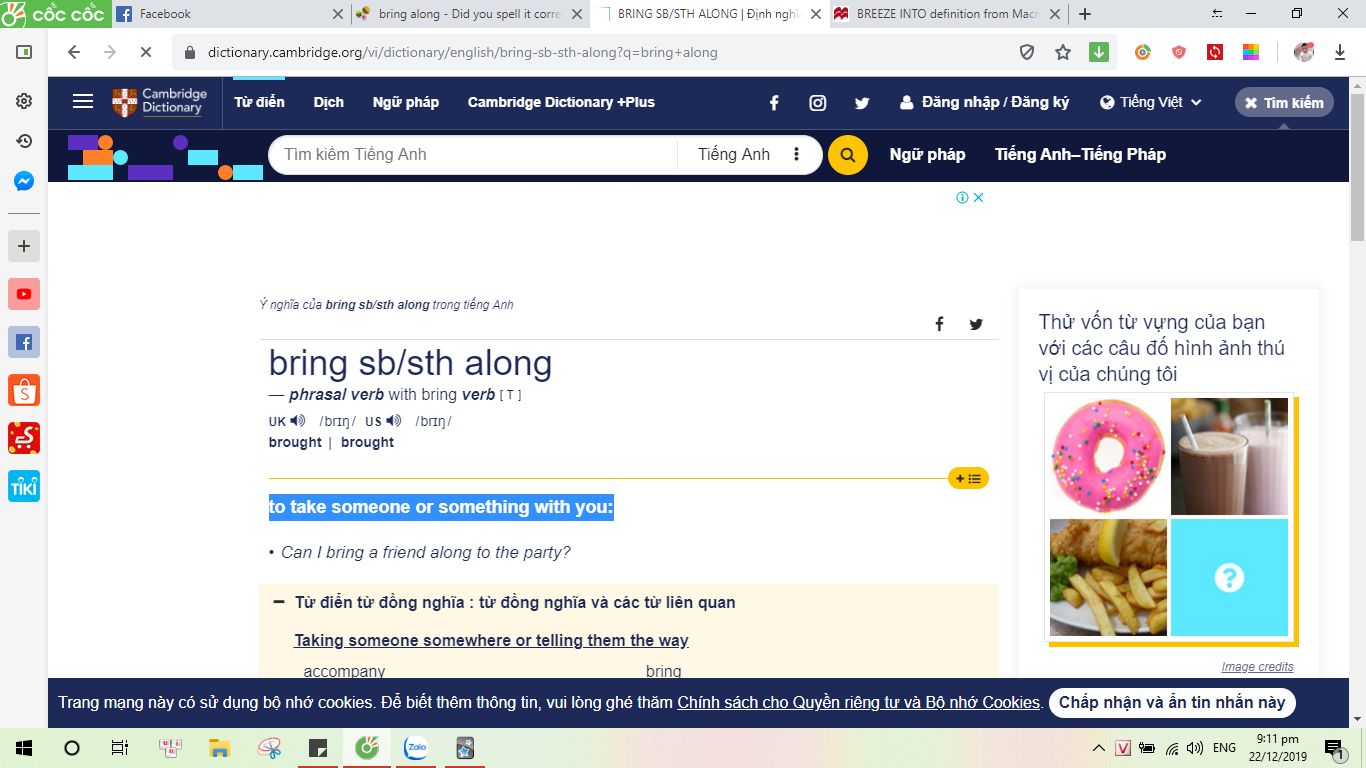 CỐC CỐC
Facebook
bring along - Did you spell it corre
BRING SB/STH ALONG | Định nghĩ
BREEZE INTO definition from Macm
dictionary.cambridge.org/vi/dictionary/english/bring-sb-sth-along?q=bring+along
Cambridge
Dictionary
Từ điển
Dịch
Ngữ pháp
Cambridge Dictionary +Plus
Đăng nhập / Đăng ký
Tiếng Việt
Tìm kiếm
Tìm kiếm Tiếng Anh
Tiếng Anh
Ngữ pháp
Tiếng Anh–Tiếng Pháp
Ý nghĩa của bring sb/sth along trong tiếng Anh
bring sb/sth along
— phrasal verb with bring verb [ T ]
UK /brɪŋ/ US /brɪŋ/
brought | brought
to take someone or something with you:
• Can I bring a friend along to the party?
Từ điển từ đồng nghĩa : từ đồng nghĩa và các từ liên quan
Taking someone somewhere or telling them the way
accompany
bring
Thử vốn từ vựng của bạn
với các câu đố hình ảnh thú
vị của chúng tôi
?
Image credits
TIKI
Trang mạng này có sử dụng bộ nhớ cookies. Để biết thêm thông tin, vui lòng ghé thăm Chính sách cho Quyền riêng tư và Bộ nhớ Cookies.
Chấp nhận và ẩn tin nhắn này
Zalo
V
ENG
9:11 pm
22/12/2019
1